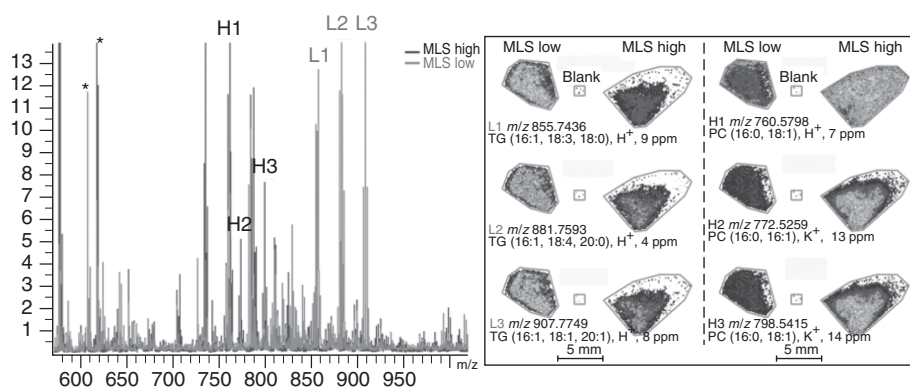 H1
L2 L3
* *
L1
MLS high
MLS low
H3
H2
13
12
11
10
9
8
7
6
5
4
3
2
1
600 650 700 750 800 850 900 950
m/z
MLS low MLS high
Blank
L1 m/z 855.7436
TG (16:1, 18:3, 18:0), H+, 9 ppm
L2 m/z 881.7593
TG (16:1, 18:4, 20:0), H+, 4 ppm
L3 m/z 907.7749
TG (16:1, 18:1, 20:1), H+, 8 ppm
5 mm
MLS low MLS high
Blank
H1 m/z 760.5798
PC (16:0, 18:1), H+, 7 ppm
H2 m/z 772.5259
PC (16:0, 16:1), K+, 13 ppm
H3 m/z 798.5415
PC (16:0, 18:1), K+, 14 ppm
5 mm